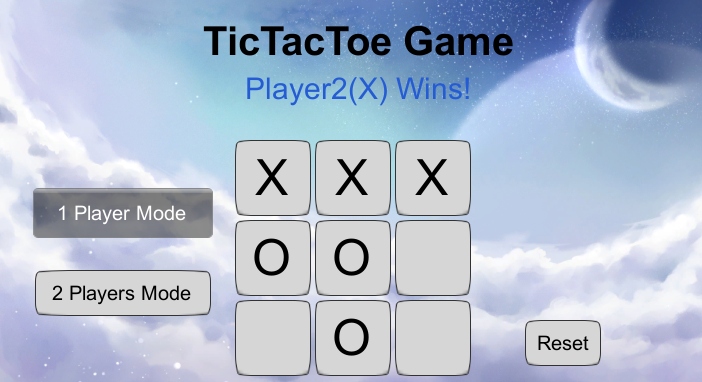 TicTacToe Game
Player2(X) Wins!
X X X
1 Player Mode
O O
2 Players Mode
O
Reset